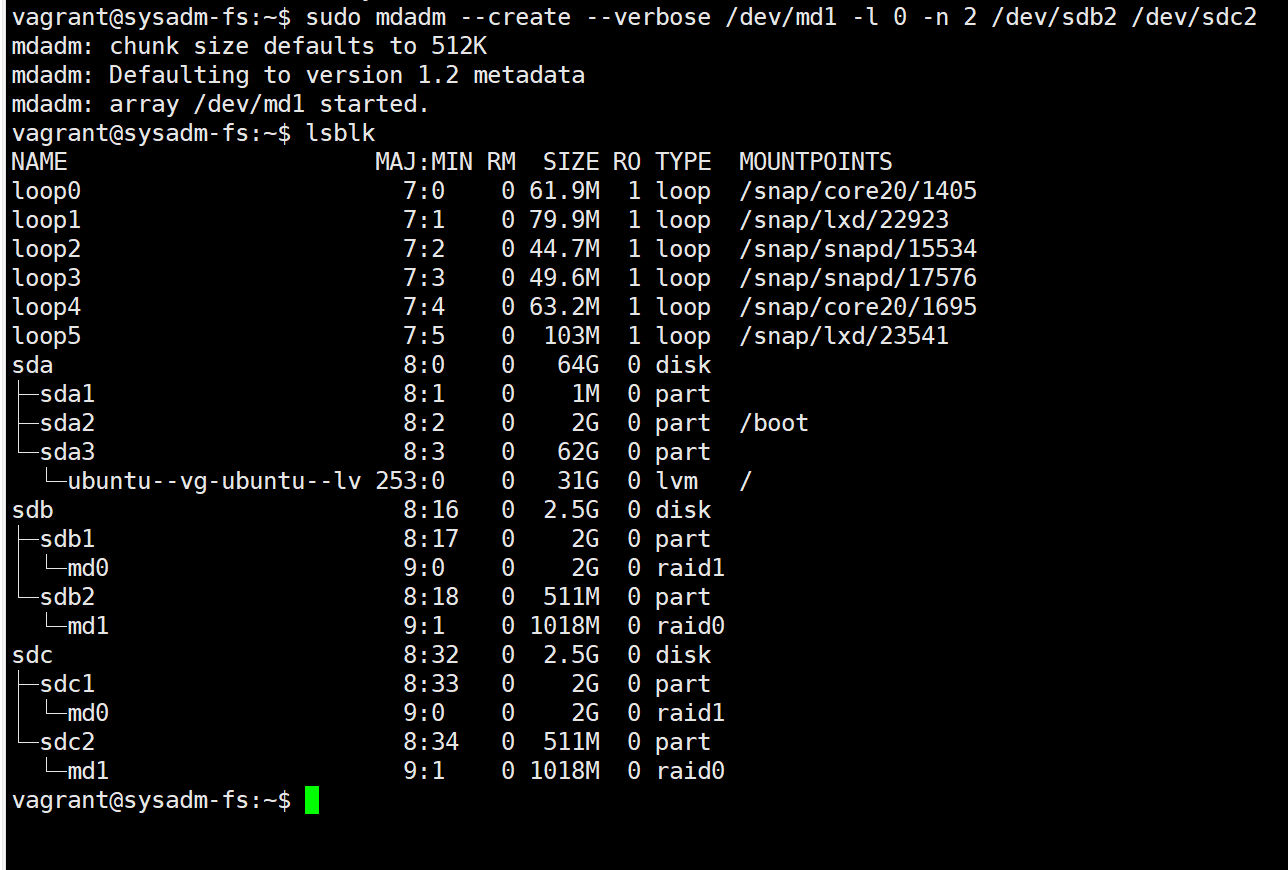 vagrant@sysadm-fs:~$ sudo mdadm --create --verbose /dev/md1 -l 0 -n 2 /dev/sdb2 /dev/sdc2
mdadm: chunk size defaults to 512K
mdadm: Defaulting to version 1.2 metadata
mdadm: array /dev/md1 started.
vagrant@sysadm-fs:~$ lsblk
NAME                      MAJ:MIN RM  SIZE RO TYPE  MOUNTPOINTS
loop0                       7:0    0 61.9M  1 loop  /snap/core20/1405
loop1                       7:1    0 79.9M  1 loop  /snap/lxd/22923
loop2                       7:2    0 44.7M  1 loop  /snap/snapd/15534
loop3                       7:3    0 49.6M  1 loop  /snap/snapd/17576
loop4                       7:4    0 63.2M  1 loop  /snap/core20/1695
loop5                       7:5    0  103M  1 loop  /snap/lxd/23541
sda                         8:0    0   64G  0 disk
├─sda1                      8:1    0    1M  0 part
├─sda2                      8:2    0    2G  0 part  /boot
└─sda3                      8:3    0   62G  0 part
  └─ubuntu--vg-ubuntu--lv 253:0    0   31G  0 lvm   /
sdb                         8:16   0  2.5G  0 disk
├─sdb1                      8:17   0    2G  0 part
│ └─md0                     9:0    0    2G  0 raid1
└─sdb2                      8:18   0  511M  0 part
  └─md1                     9:1    0 1018M  0 raid0
sdc                         8:32   0  2.5G  0 disk
├─sdc1                      8:33   0    2G  0 part
│ └─md0                     9:0    0    2G  0 raid1
└─sdc2                      8:34   0  511M  0 part
  └─md1                     9:1    0 1018M  0 raid0
vagrant@sysadm-fs:~$